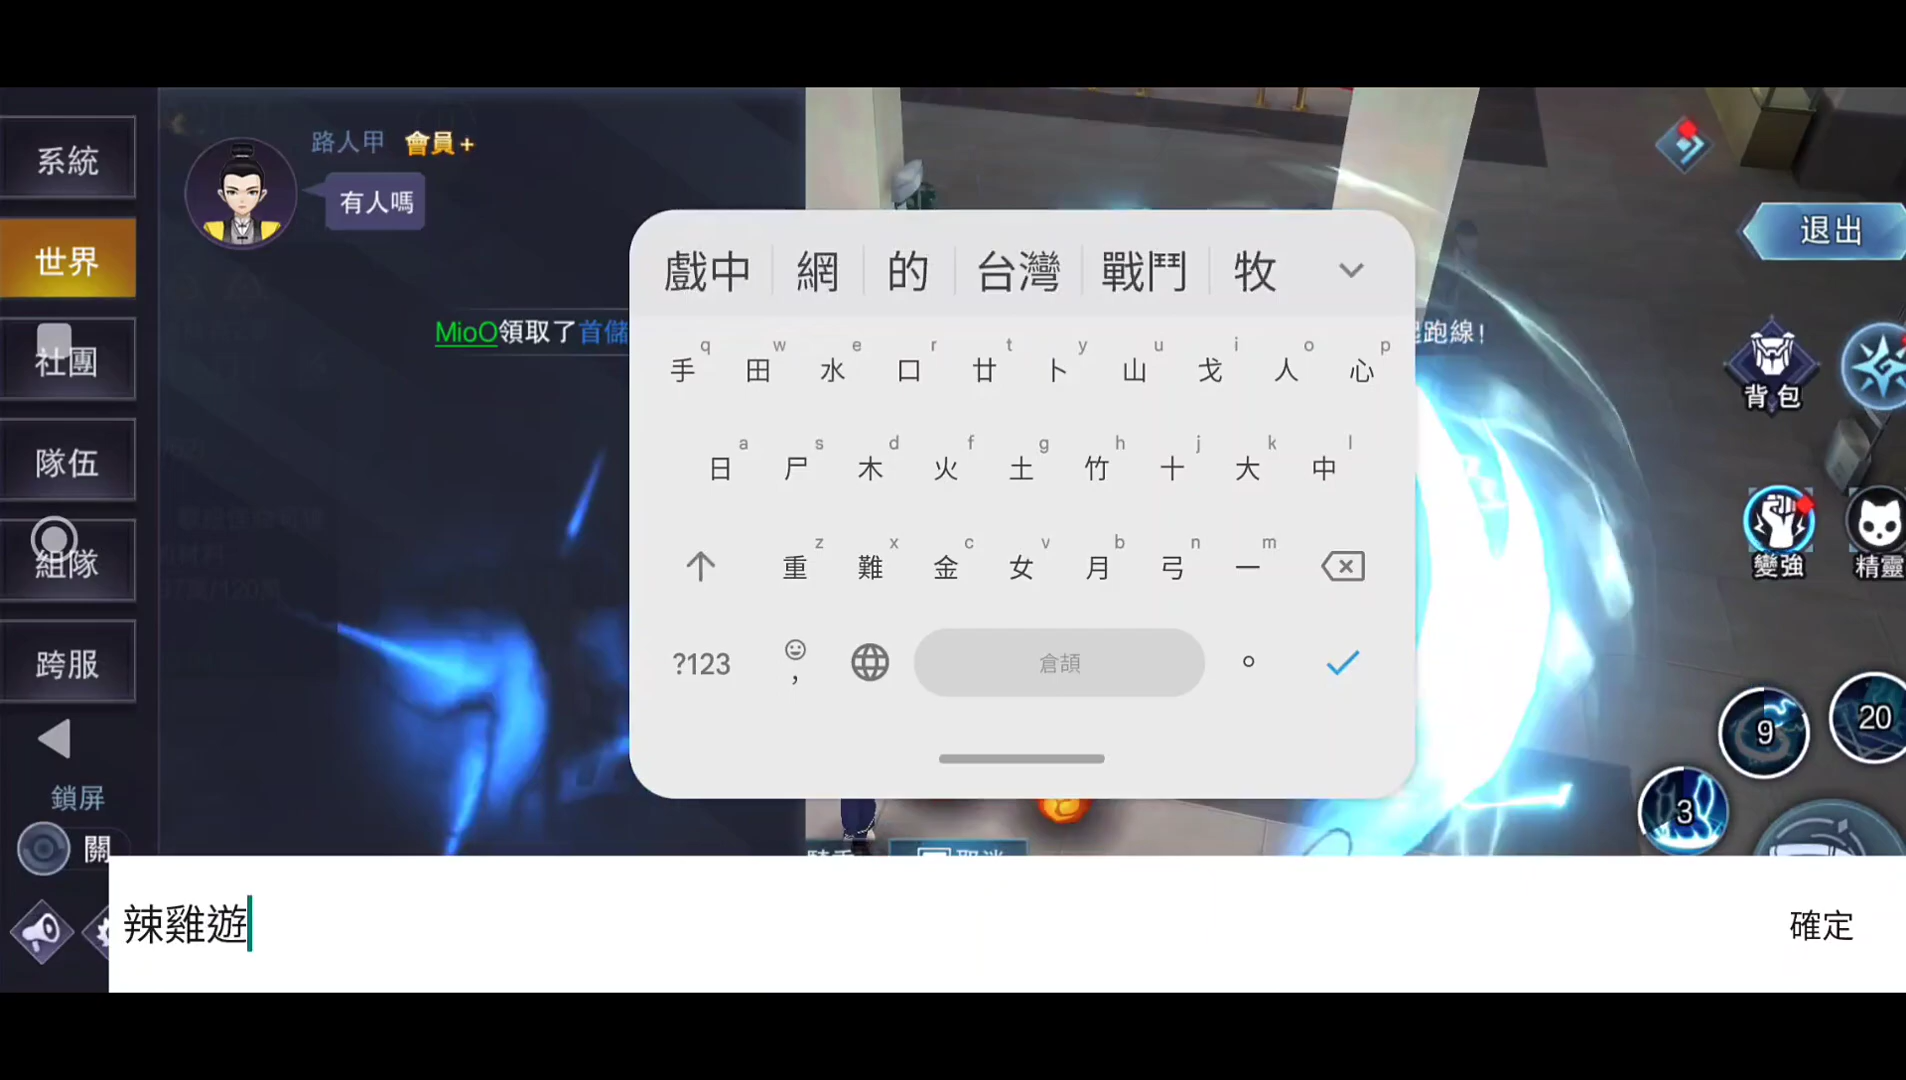 系統
世界
社團
隊伍
組隊
跨服
鎖屏
關
路人甲 會員+
有人嗎
MioO領取了首儲
起跑線!
退出
背包
變強
精靈
9
20
3
取消
戲中 網 的 台灣 戰鬥 牧
q w e r t y u i o p
手 田 水 口 廿 卜 山 戈 人 心
a s d f g h j k l
日 尸 木 火 土 竹 十 大 中
z x c v b n m
重 難 金 女 月 弓 一
?123 , 倉頡 。
辣雞遊
確定